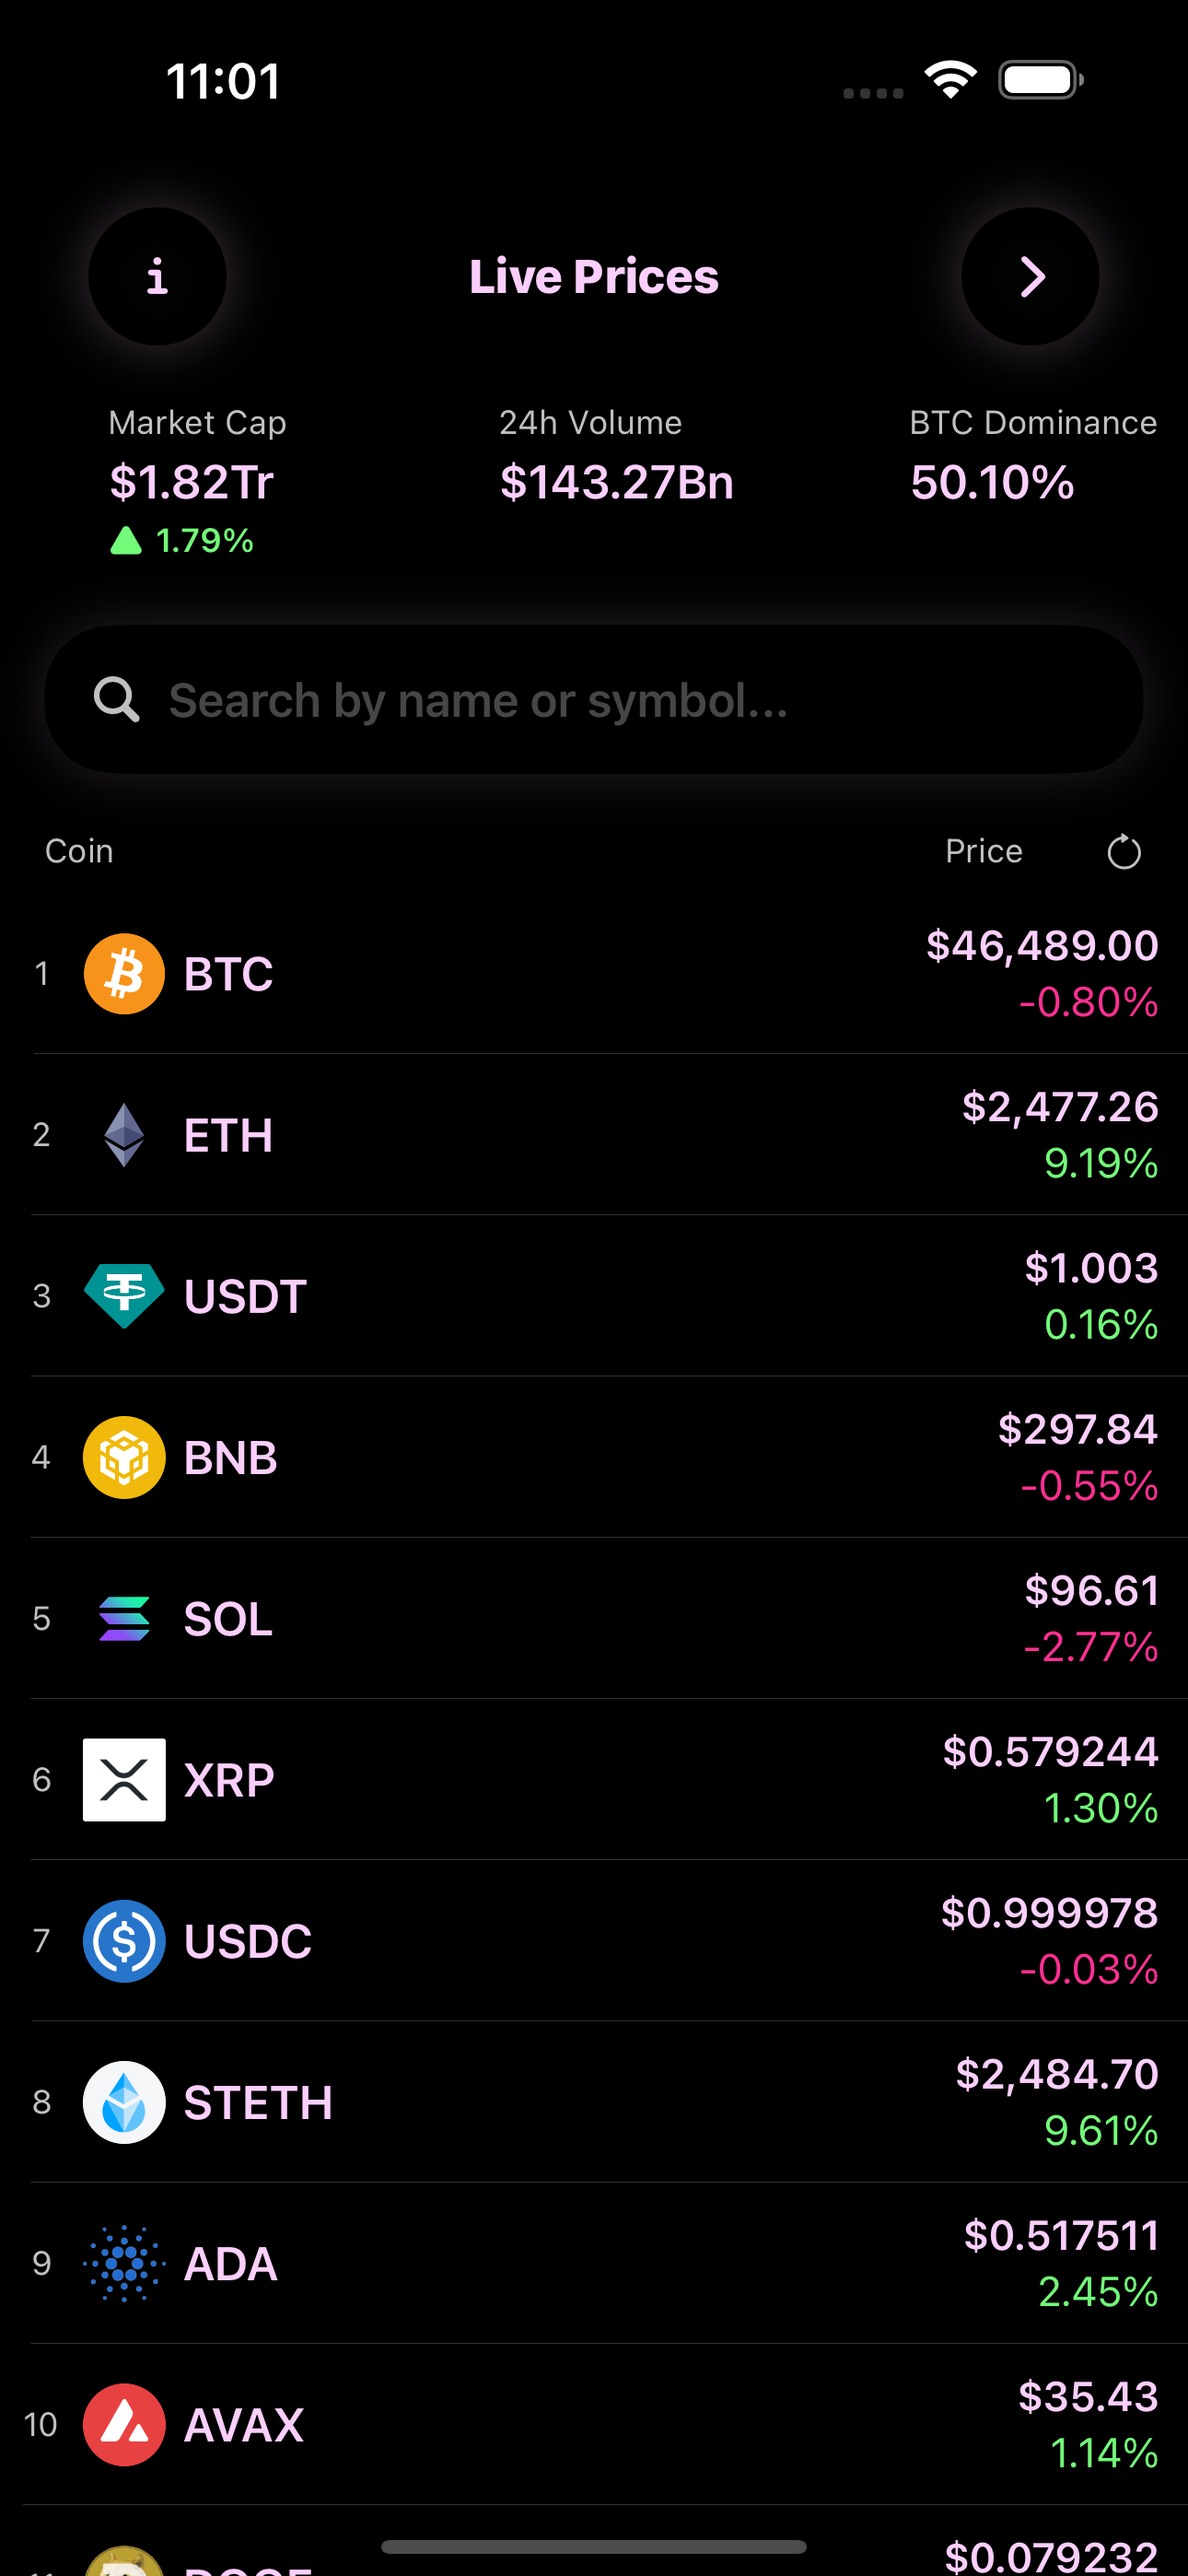 11:01
Live Prices
Market Cap 24h Volume BTC Dominance
$1.82Tr $143.27Bn 50.10%
1.79%
Search by name or symbol...
Coin Price
1 BTC $46,489.00
-0.80%
2 ETH $2,477.26
9.19%
3 USDT $1.003
0.16%
4 BNB $297.84
-0.55%
5 SOL $96.61
-2.77%
6 XRP $0.579244
1.30%
7 USDC $0.999978
-0.03%
8 STETH $2,484.70
9.61%
9 ADA $0.517511
2.45%
10 AVAX $35.43
1.14%
$0.079232